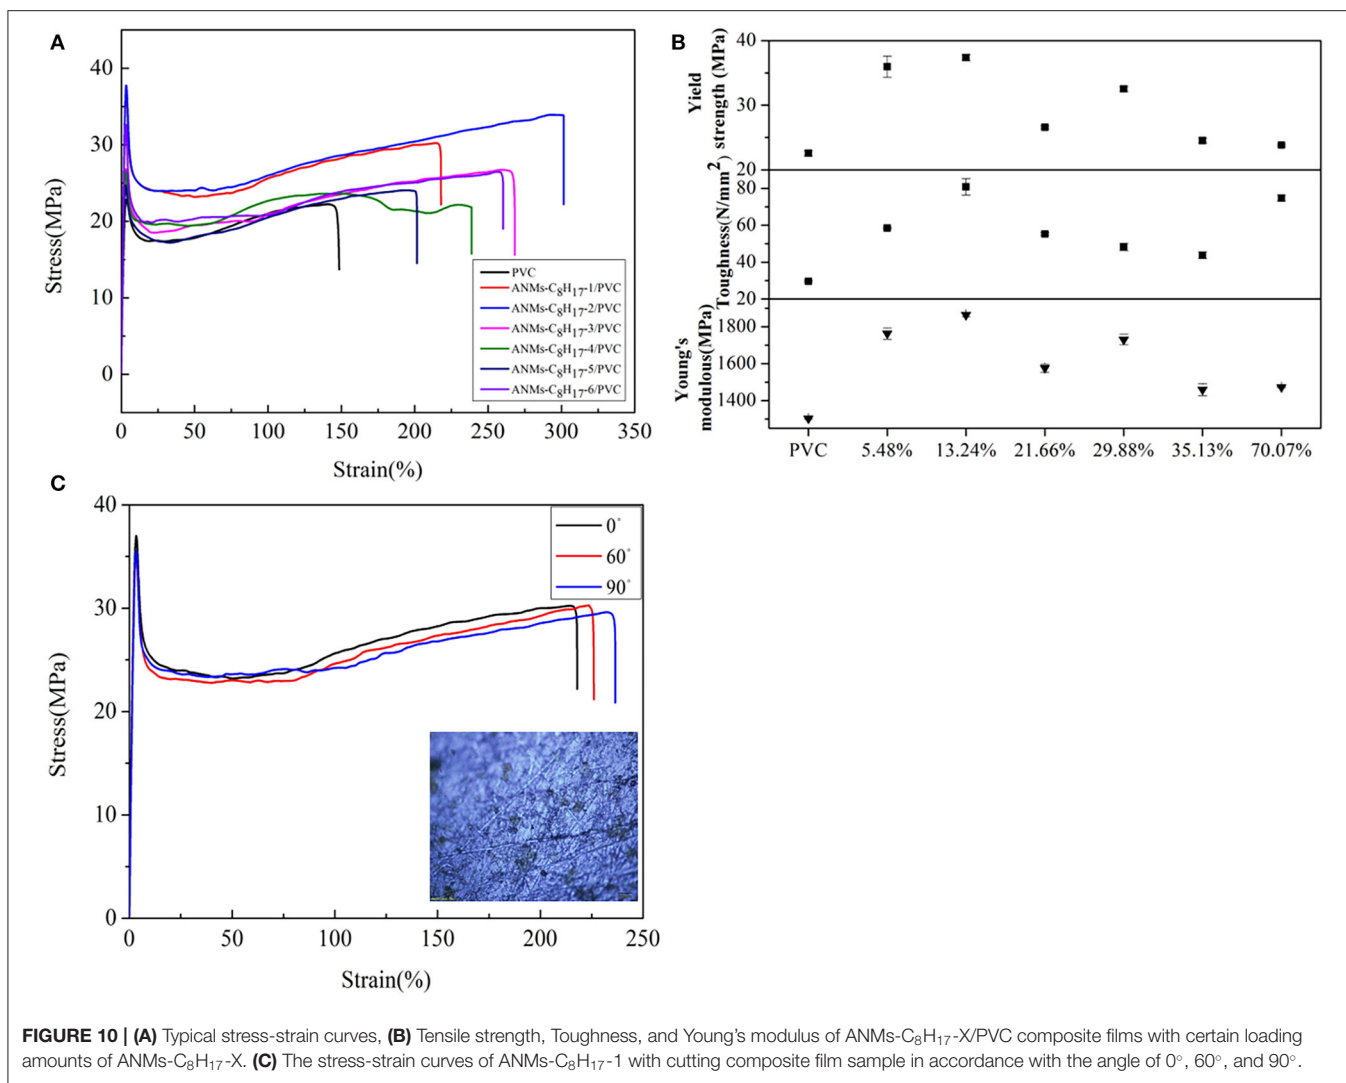 A
40
30
20
10
0
Stress(MPa)
PVC
ANMs-C₈H₁₇-1/PVC
ANMs-C₈H₁₇-2/PVC
ANMs-C₈H₁₇-3/PVC
ANMs-C₈H₁₇-4/PVC
ANMs-C₈H₁₇-5/PVC
ANMs-C₈H₁₇-6/PVC
0 50 100 150 200 250 300 350
Strain(%)
B
40
30
20
Yield
strength (MPa)
80
60
40
20
Toughness(N/mm²)
1800
1600
1400
Young's
modulous(MPa)
PVC 5.48% 13.24% 21.66% 29.88% 35.13% 70.07%
C
40
30
20
10
0
Stress(MPa)
0°
60°
90°
0 50 100 150 200 250
Strain(%)
FIGURE 10 | (A) Typical stress-strain curves, (B) Tensile strength, Toughness, and Young's modulus of ANMs-C₈H₁₇-X/PVC composite films with certain loading
amounts of ANMs-C₈H₁₇-X. (C) The stress-strain curves of ANMs-C₈H₁₇-1 with cutting composite film sample in accordance with the angle of 0°, 60°, and 90°.